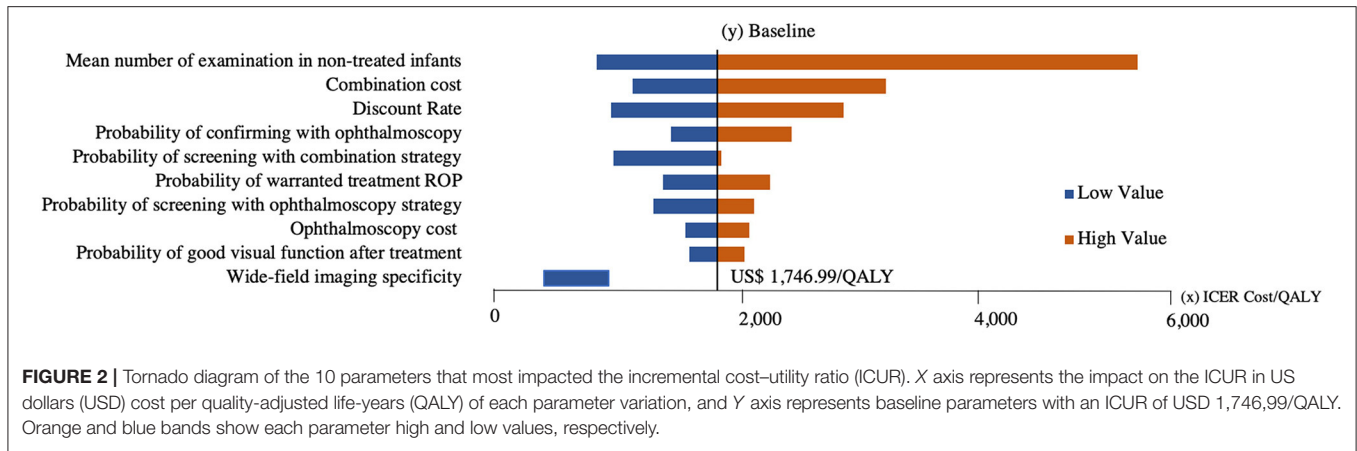 (y) Baseline
Mean number of examination in non-treated infants
Combination cost
Discount Rate
Probability of confirming with ophthalmoscopy
Probability of screening with combination strategy
Probability of warranted treatment ROP
Probability of screening with ophthalmoscopy strategy
Ophthalmoscopy cost
Probability of good visual function after treatment
Wide-field imaging specificity
Low Value
High Value
US$ 1,746.99/QALY
(x) ICER Cost/QALY
0
2,000
4,000
6,000
FIGURE 2 | Tornado diagram of the 10 parameters that most impacted the incremental cost–utility ratio (ICUR). X axis represents the impact on the ICUR in US
dollars (USD) cost per quality-adjusted life-years (QALY) of each parameter variation, and Y axis represents baseline parameters with an ICUR of USD 1,746,99/QALY.
Orange and blue bands show each parameter high and low values, respectively.